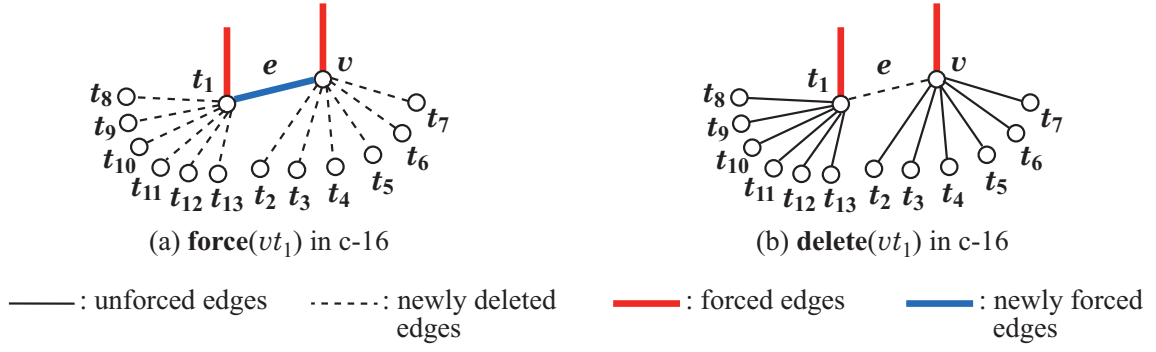 e v
t1
t8
t9
t10
t11
t12
t13
t2
t3
t4
t5
t6
t7
(a) force(vt1) in c-16
e v
t1
t8
t9
t10
t11
t12
t13
t2
t3
t4
t5
t6
t7
(b) delete(vt1) in c-16
: unforced edges
: newly deleted
edges
: forced edges
: newly forced
edges